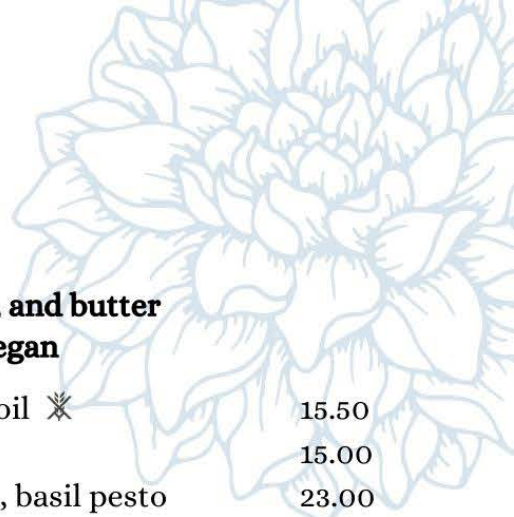 , and butter
egan
oil 15.50
15.00
, basil pesto 23.00